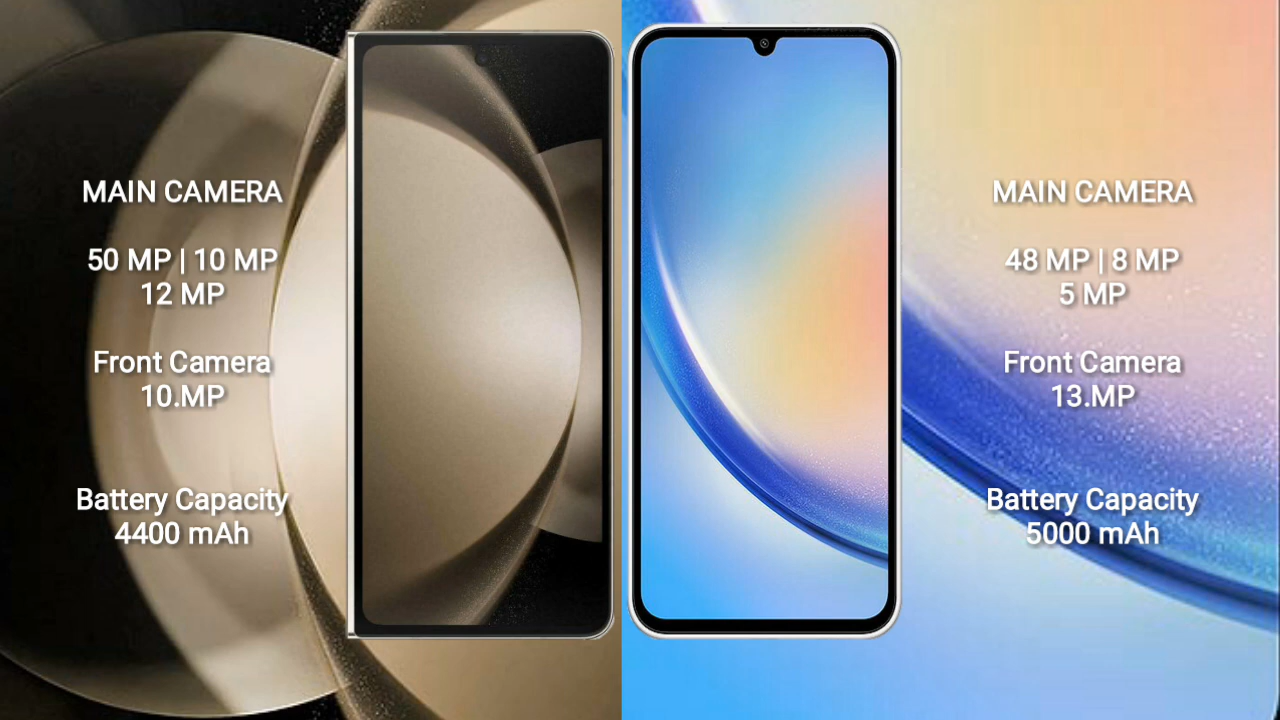 MAIN CAMERA
50 MP | 10 MP
12 MP
Front Camera
10.MP
Battery Capacity
4400 mAh
MAIN CAMERA
48 MP | 8 MP
5 MP
Front Camera
13.MP
Battery Capacity
5000 mAh